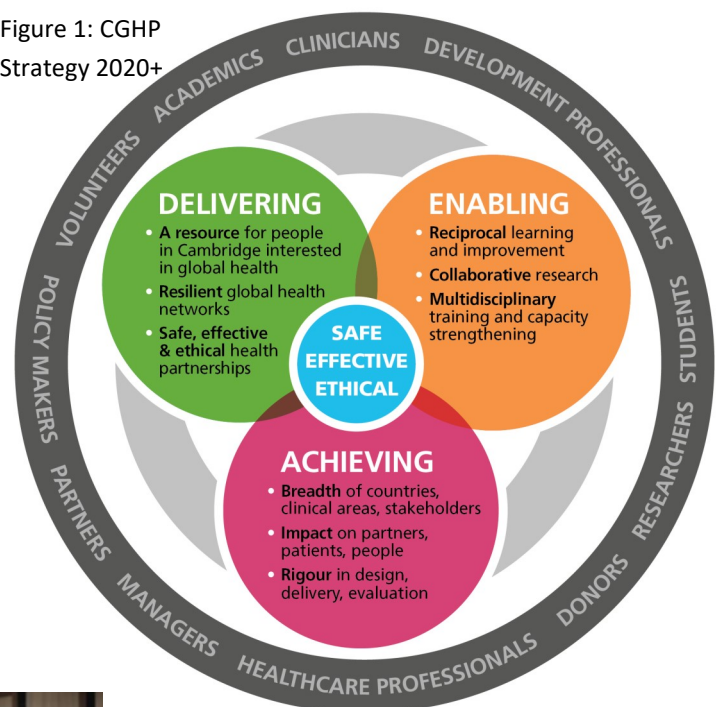 Figure 1: CGHP
Strategy 2020+
VOLUNTEERS
ACADEMICS
CLINICIANS
DEVELOPMENT PROFESSIONALS
STUDENTS
RESEARCHERS
DONORS
HEALTHCARE PROFESSIONALS
MANAGERS
PARTNERS
POLICY MAKERS
DELIVERING
• A resource for people
in Cambridge interested
in global health
• Resilient global health
networks
• Safe, effective
& ethical health
partnerships
ENABLING
• Reciprocal learning
and improvement
• Collaborative research
• Multidisciplinary
training and capacity
strengthening
SAFE
EFFECTIVE
ETHICAL
ACHIEVING
• Breadth of countries,
clinical areas, stakeholders
• Impact on partners,
patients, people
• Rigour in design,
delivery, evaluation